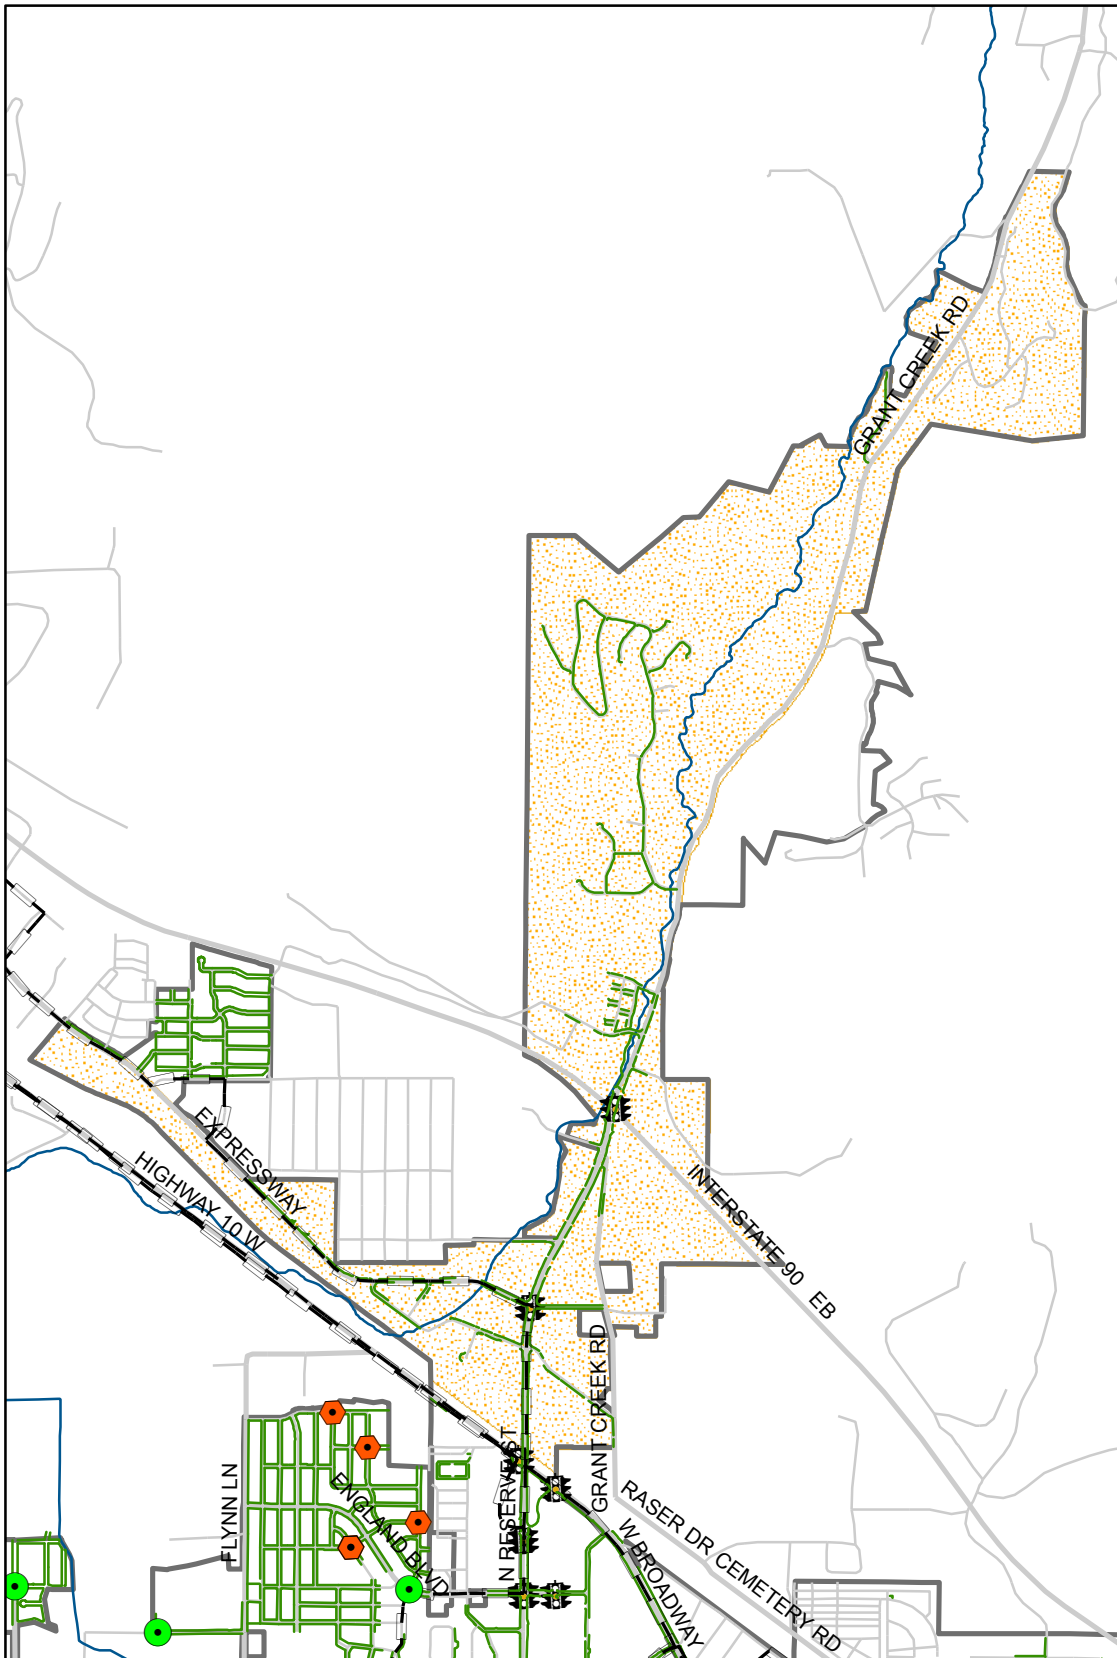 GRANT CREEK RD
EXPRESSWAY
HIGHWAY 10 W
INTERSTATE 90 EB
GRANT CREEK RD
N RESERVE ST
FLYNN LN
ENGLAND BLVD
RASER DR CEMETERY RD
W BROADWAY